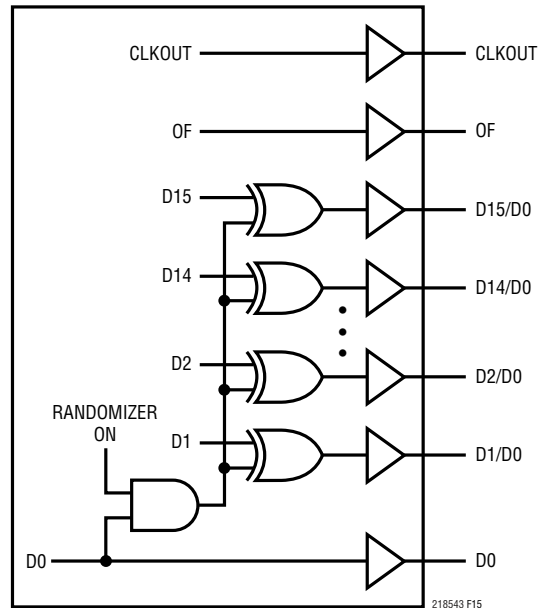 CLKOUT CLKOUT
OF OF
D15 D15/D0
D14 D14/D0
D2 D2/D0
RANDOMIZER
ON
D1 D1/D0
D0 D0
218543 F15